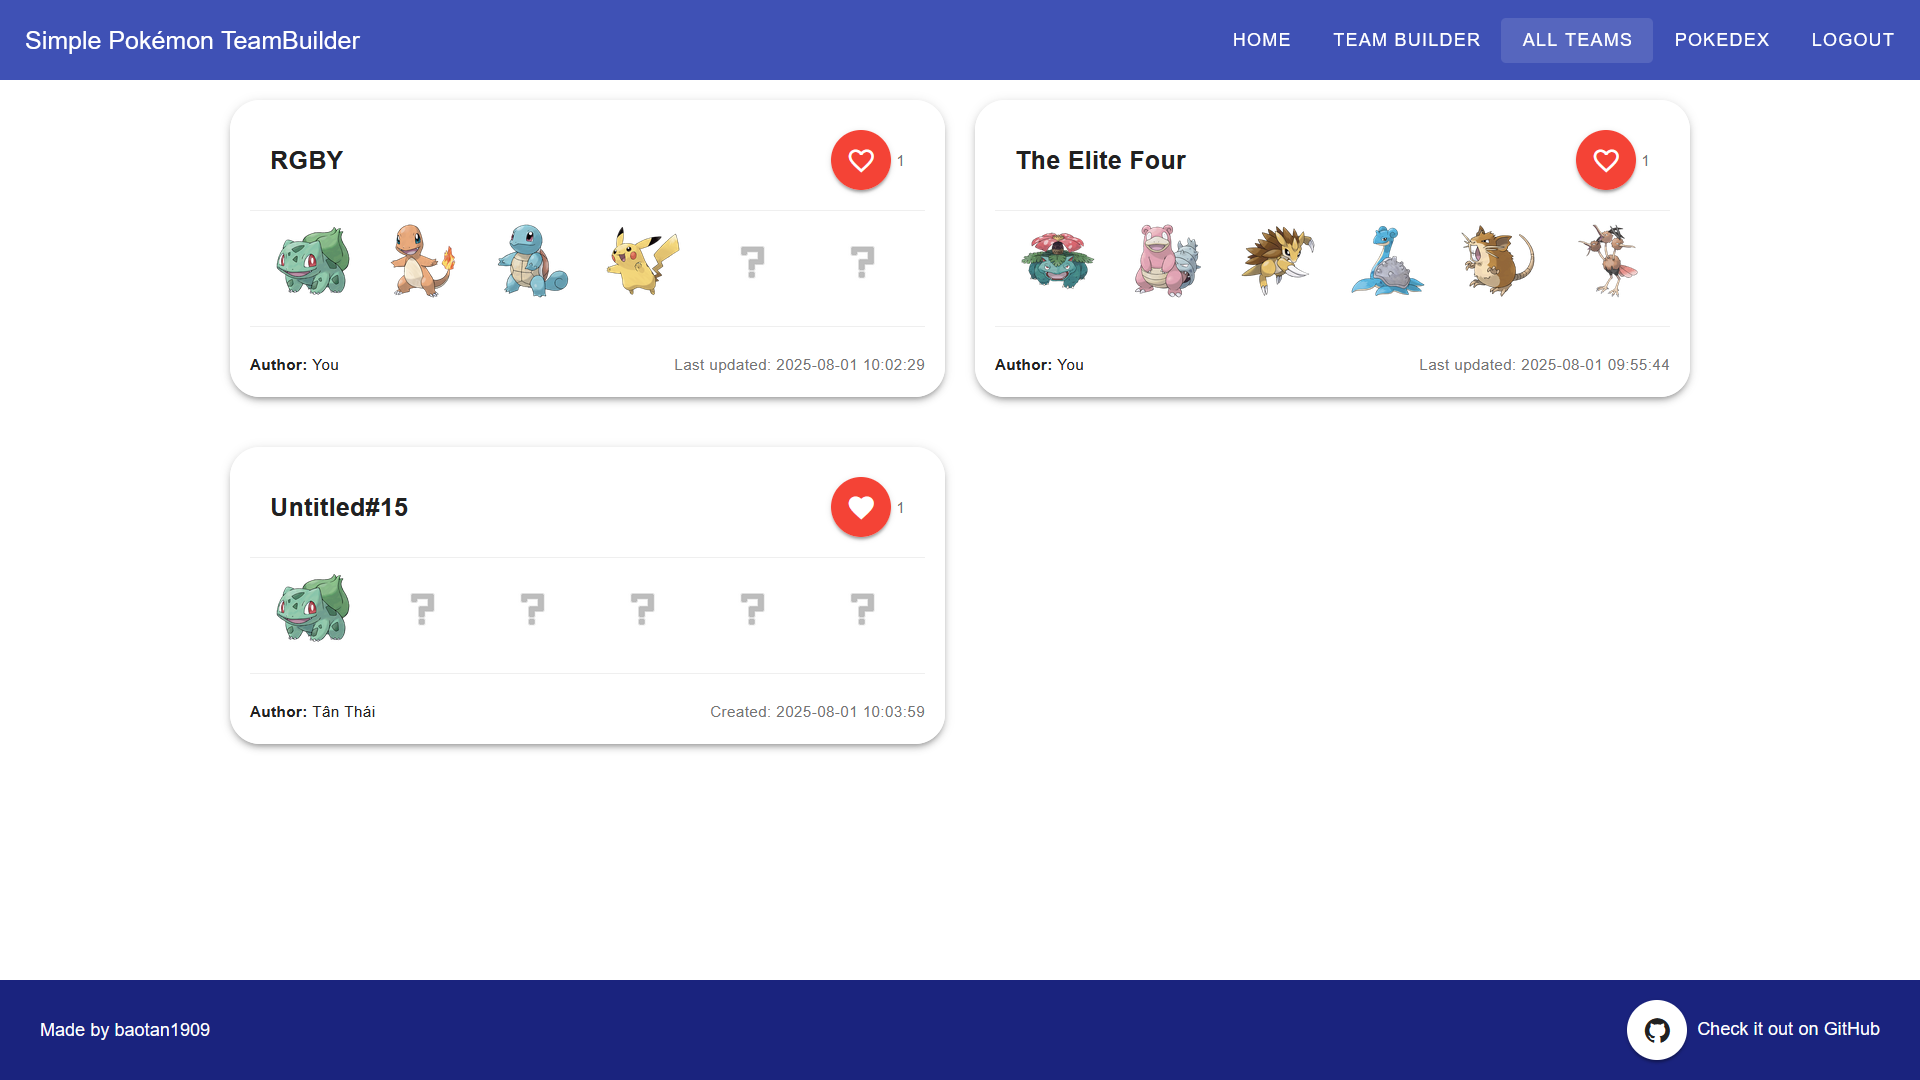 Simple Pokémon TeamBuilder
HOME
TEAM BUILDER
ALL TEAMS
POKEDEX
LOGOUT
RGBY
1
? ?
Author: You
Last updated: 2025-08-01 10:02:29
The Elite Four
1
Author: You
Last updated: 2025-08-01 09:55:44
Untitled#15
1
? ? ? ? ?
Author: Tân Thái
Created: 2025-08-01 10:03:59
Made by baotan1909
Check it out on GitHub